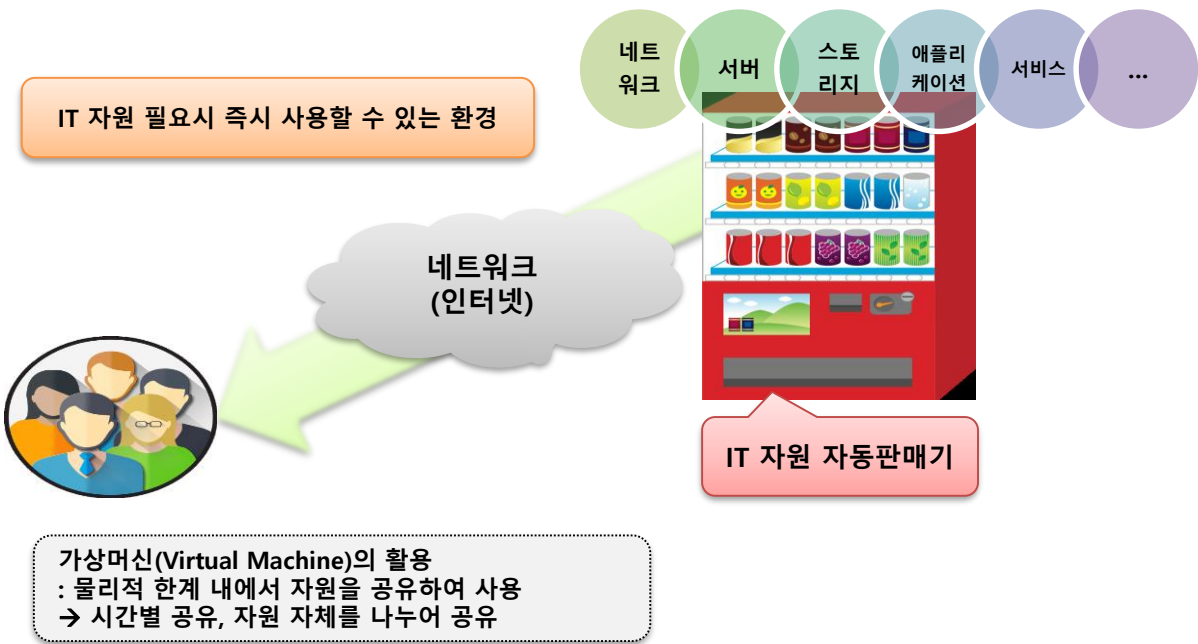 네트
워크
서버
스토
리지
애플리
케이션
서비스
...
IT 자원 필요시 즉시 사용할 수 있는 환경
네트워크
(인터넷)
IT 자원 자동판매기
가상머신(Virtual Machine)의 활용
: 물리적 한계 내에서 자원을 공유하여 사용
→ 시간별 공유, 자원 자체를 나누어 공유